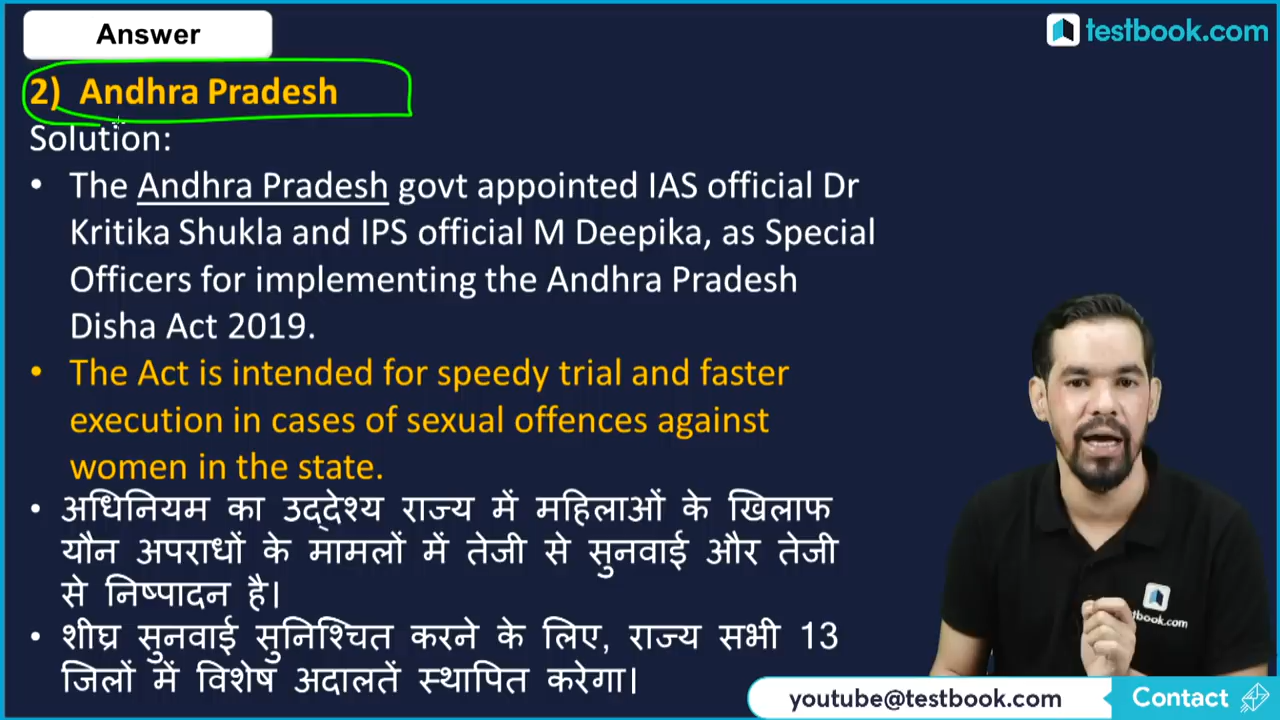 Answer
testbook.com
2) Andhra Pradesh
Solution:
• The Andhra Pradesh govt appointed IAS official Dr
Kritika Shukla and IPS official M Deepika, as Special
Officers for implementing the Andhra Pradesh
Disha Act 2019.
• The Act is intended for speedy trial and faster
execution in cases of sexual offences against
women in the state.
• अधिनियम का उद्देश्य राज्य में महिलाओं के खिलाफ
यौन अपराधों के मामलों में तेजी से सुनवाई और तेजी
से निष्पादन है।
• शीघ्र सुनवाई सुनिश्चित करने के लिए, राज्य सभी 13
जिलों में विशेष अदालतें स्थापित करेगा।
book.com
youtube@testbook.com
Contact